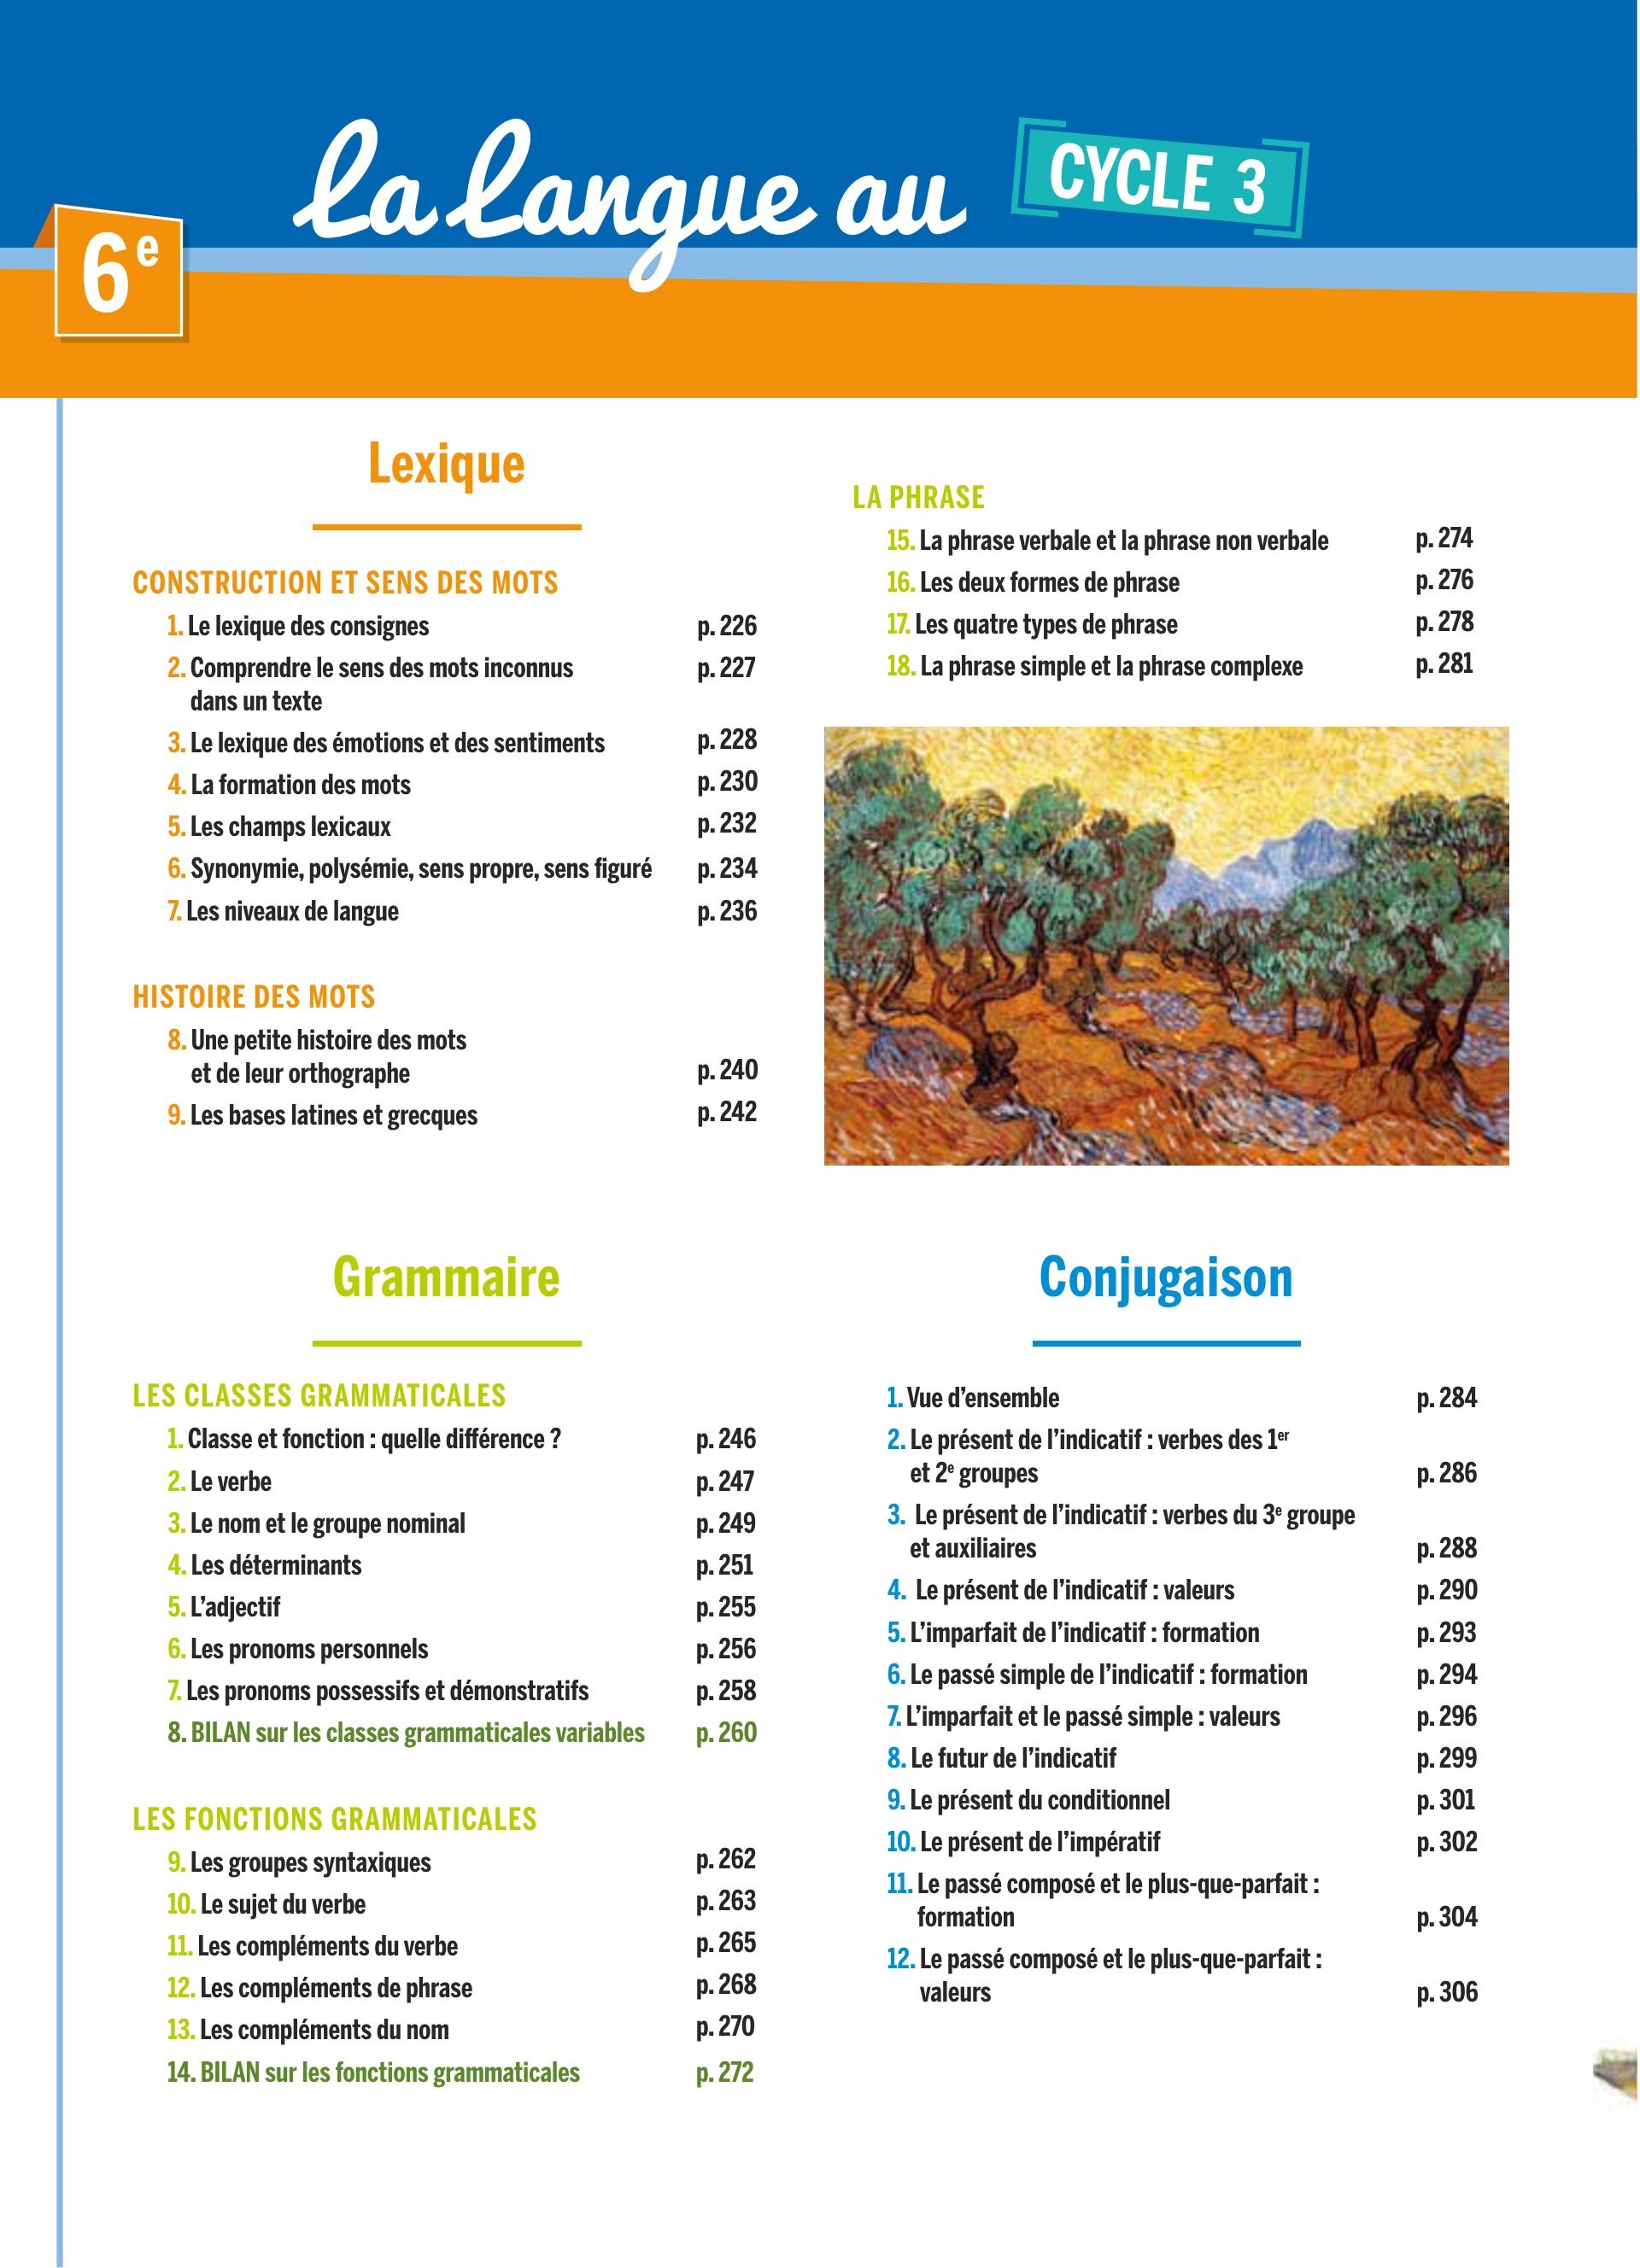 La Langue au CYCLE 3
6e
Lexique
CONSTRUCTION ET SENS DES MOTS
1. Le lexique des consignes p. 226
2. Comprendre le sens des mots inconnus p. 227
dans un texte
3. Le lexique des émotions et des sentiments p. 228
4. La formation des mots p. 230
5. Les champs lexicaux p. 232
6. Synonymie, polysémie, sens propre, sens figuré p. 234
7. Les niveaux de langue p. 236
HISTOIRE DES MOTS
8. Une petite histoire des mots
et de leur orthographe p. 240
9. Les bases latines et grecques p. 242
Grammaire
LES CLASSES GRAMMATICALES
1. Classe et fonction : quelle différence ? p. 246
2. Le verbe p. 247
3. Le nom et le groupe nominal p. 249
4. Les déterminants p. 251
5. L’adjectif p. 255
6. Les pronoms personnels p. 256
7. Les pronoms possessifs et démonstratifs p. 258
8. BILAN sur les classes grammaticales variables p. 260
LES FONCTIONS GRAMMATICALES
9. Les groupes syntaxiques p. 262
10. Le sujet du verbe p. 263
11. Les compléments du verbe p. 265
12. Les compléments de phrase p. 268
13. Les compléments du nom p. 270
14. BILAN sur les fonctions grammaticales p. 272
LA PHRASE
15. La phrase verbale et la phrase non verbale p. 274
16. Les deux formes de phrase p. 276
17. Les quatre types de phrase p. 278
18. La phrase simple et la phrase complexe p. 281
Conjugaison
1. Vue d’ensemble p. 284
2. Le présent de l’indicatif : verbes des 1er
et 2e groupes p. 286
3. Le présent de l’indicatif : verbes du 3e groupe
et auxiliaires p. 288
4. Le présent de l’indicatif : valeurs p. 290
5. L’imparfait de l’indicatif : formation p. 293
6. Le passé simple de l’indicatif : formation p. 294
7. L’imparfait et le passé simple : valeurs p. 296
8. Le futur de l’indicatif p. 299
9. Le présent du conditionnel p. 301
10. Le présent de l’impératif p. 302
11. Le passé composé et le plus-que-parfait :
formation p. 304
12. Le passé composé et le plus-que-parfait :
valeurs p. 306